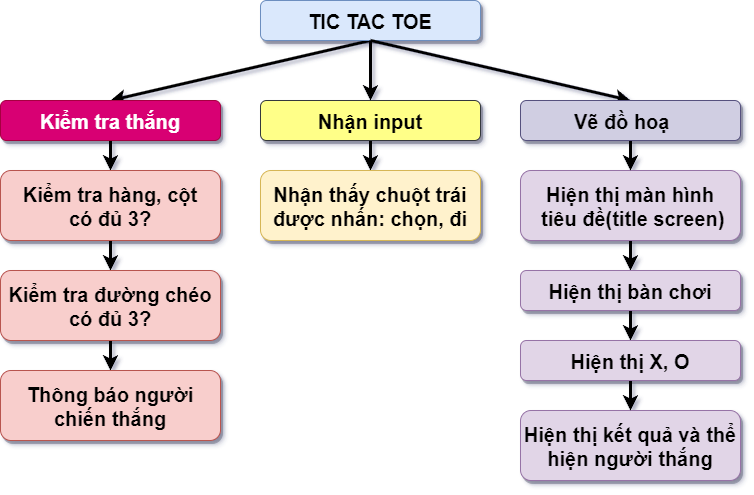 TIC TAC TOE
Kiểm tra thắng
Nhận input
Vẽ đồ hoạ
Kiểm tra hàng, cột
có đủ 3?
Kiểm tra đường chéo
có đủ 3?
Thông báo người
chiến thắng
Nhận thấy chuột trái
được nhấn: chọn, đi
Hiện thị màn hình
tiêu đề(title screen)
Hiện thị bàn chơi
Hiện thị X, O
Hiện thị kết quả và thể
hiện người thắng